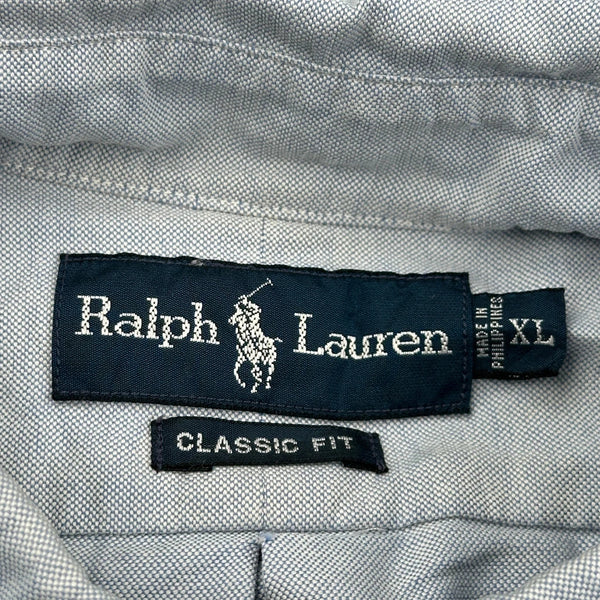 Ralph Lauren
MADE IN
PHILIPPINES
XL
CLASSIC FIT